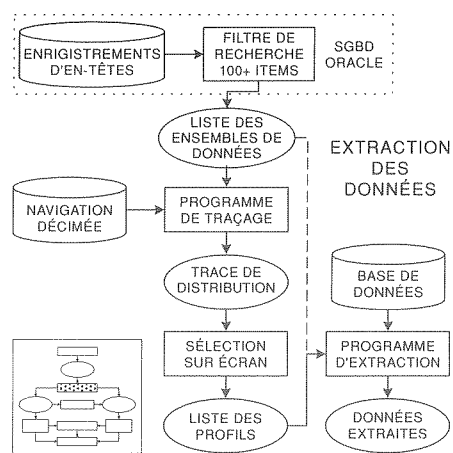 ENRIGISTREMENTS
D'EN-TÊTES
FILTRE DE
RECHERCHE
100+ ITEMS
SGBD
ORACLE
LISTE DES
ENSEMBLES DE
DONNÉES
EXTRACTION
DES
DONNÉES
NAVIGATION
DÉCIMÉE
PROGRAMME
DE TRAÇAGE
TRACE DE
DISTRIBUTION
BASE DE
DONNÉES
SÉLECTION
SUR ÉCRAN
PROGRAMME
D'EXTRACTION
LISTE DES
PROFILS
DONNÉES
EXTRAITES